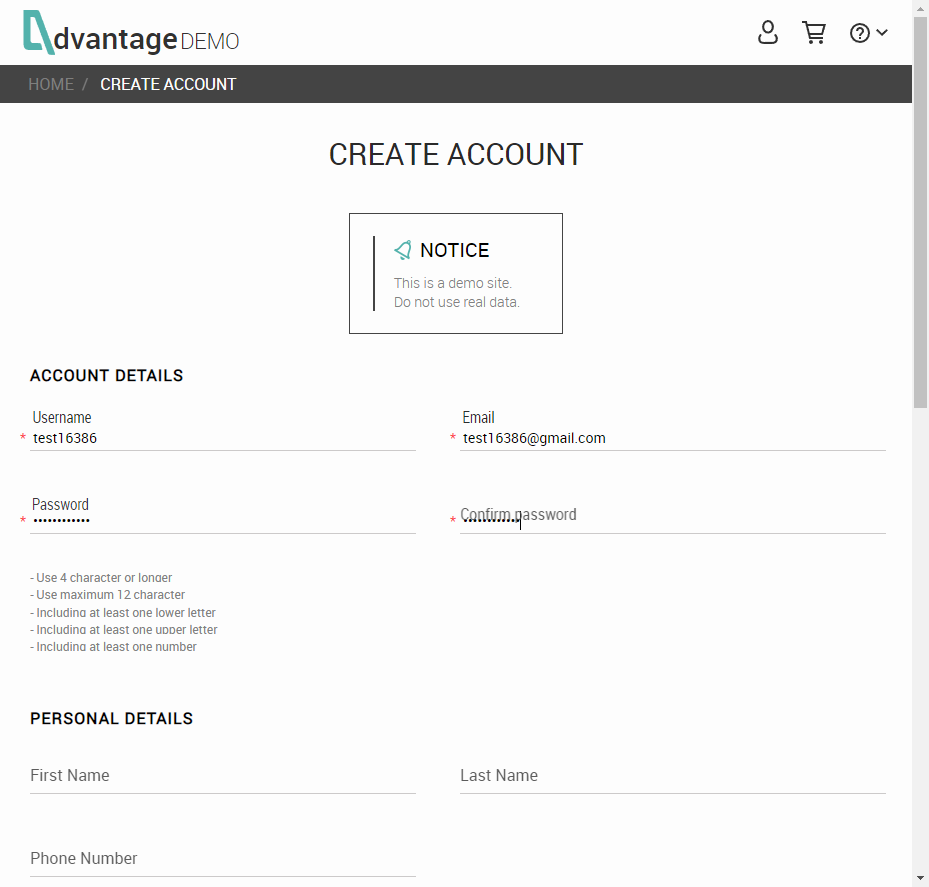 dvantage DEMO
HOME / CREATE ACCOUNT
CREATE ACCOUNT
NOTICE
This is a demo site.
Do not use real data.
ACCOUNT DETAILS
Username Email
* test16386 * test16386@gmail.com
Password
* •••••••••••• * Confirm password
- Use 4 character or longer
- Use maximum 12 character
- Including at least one lower letter
- Including at least one upper letter
- Including at least one number
PERSONAL DETAILS
First Name Last Name
Phone Number